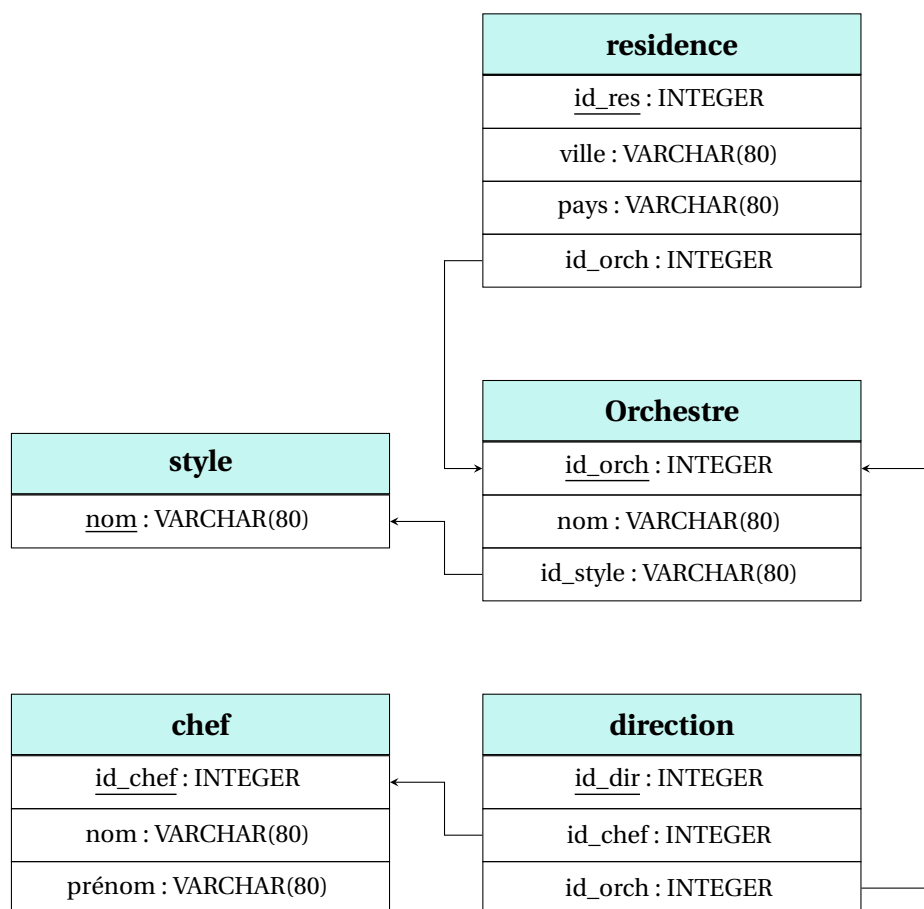 residence
id_res : INTEGER
ville : VARCHAR(80)
pays : VARCHAR(80)
id_orch : INTEGER
Orchestre
id_orch : INTEGER
nom : VARCHAR(80)
id_style : VARCHAR(80)
style
nom : VARCHAR(80)
chef
id_chef : INTEGER
nom : VARCHAR(80)
prénom : VARCHAR(80)
direction
id_dir : INTEGER
id_chef : INTEGER
id_orch : INTEGER